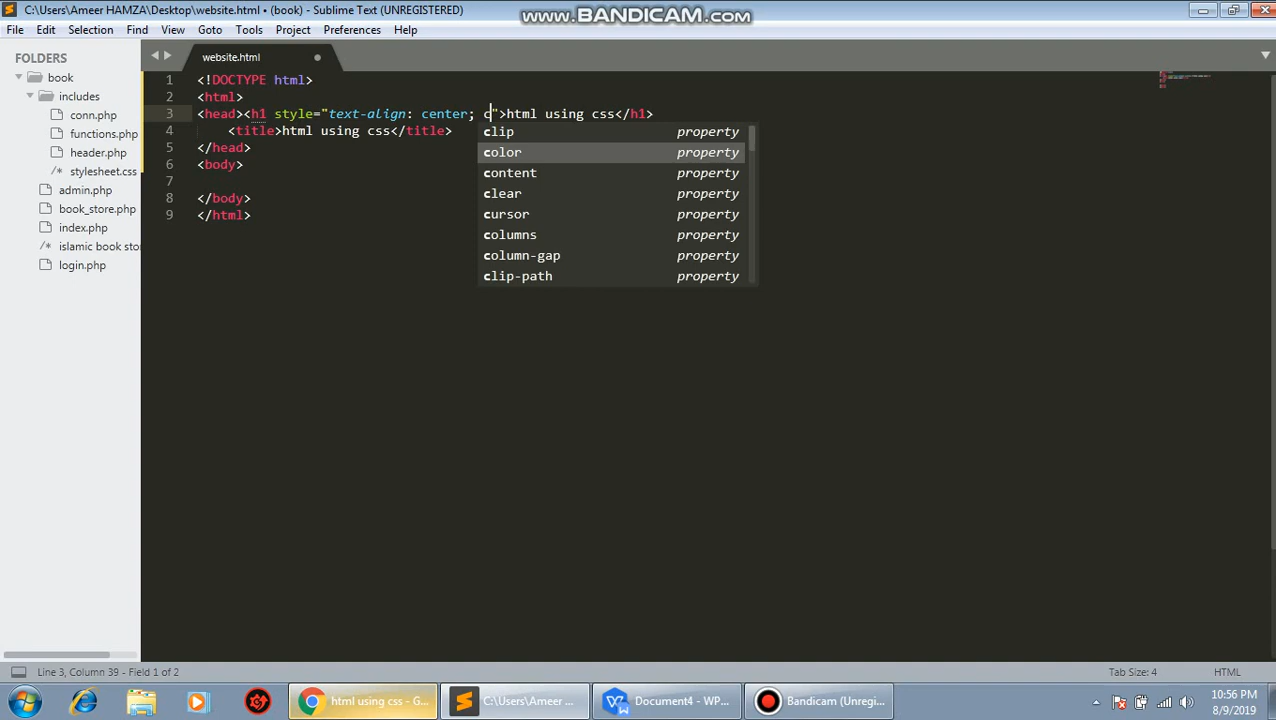 C:\Users\Ameer HAMZA\Desktop\website.html • (book) - Sublime Text (UNREGISTERED)
www.BANDICAM.com
File Edit Selection Find View Goto Tools Project Preferences Help
FOLDERS
book
includes
conn.php
functions.php
header.php
/* stylesheet.css
admin.php
book_store.php
index.php
/* islamic book stor
login.php
website.html
1 <!DOCTYPE html>
2 <html>
3 <head><h1 style="text-align: center; c">html using css</h1>
4 <title>html using css</title>
5 </head>
6 <body>
7
8 </body>
9 </html>
clip property
color property
content property
clear property
cursor property
columns property
column-gap property
clip-path property
Line 3, Column 39 - Field 1 of 2
Tab Size: 4
HTML
html using css - G...
C:\Users\Ameer ...
Document4 - WP...
Bandicam (Unregi...
10:56 PM
8/9/2019